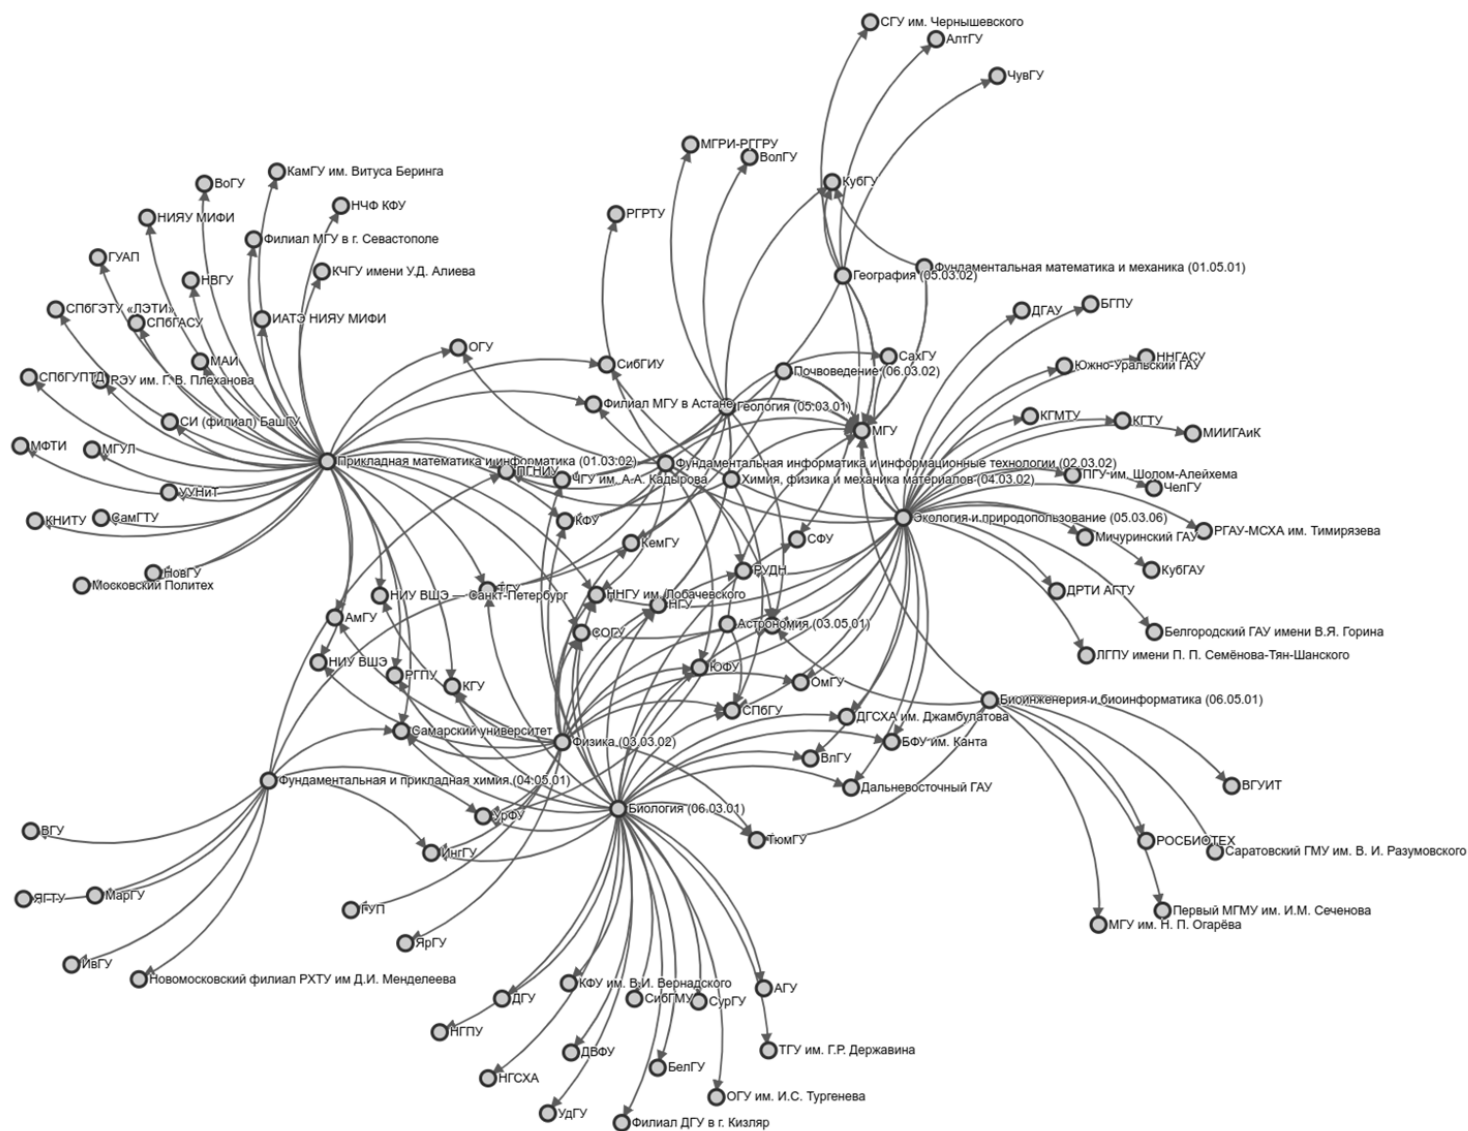 СГУ им. Чернышевского
АлтГУ
ЧувГУ
МГРИ-РГГРУ
ВолГУ
КамГУ им. Витуса Беринга
ВоГУ
КубГУ
НЧФ КФУ
РГРТУ
НИЯУ МИФИ
Филиал МГУ в г. Севастополе
ГУАП
Фундаментальная математика и механика (01.05.01)
КЧГУ имени У.Д. Алиева
География (05.03.02)
НВГУ
БГПУ
СПбГЭТУ «ЛЭТИ»
ДГАУ
ИАТЭ НИЯУ МИФИ
СПбГАСУ
ОГУ
СахГУ
ННГАСУ
МАИ
СибГИУ
Южно-Уральский ГАУ
Почвоведение (06.03.02)
СПбГУПТД
РЭУ им. Г. В. Плеханова
Филиал МГУ в Астане
Геология (05.03.01)
КГМТУ
КГТУ
СИ (филиал) БашГУ
МГУ
МИИГАиК
МФТИ
МГУЛ
Прикладная математика и информатика (01.03.02)
Фундаментальная информатика и информационные технологии (02.03.02)
ПГНИУ
ПГУ им. Шолом-Алейхема
ЧГУ им. А.А. Кадырова
Химия, физика и механика материалов (04.03.02)
ЧелГУ
УУНиТ
КНИТУ
СамГТУ
КФУ
Экология и природопользование (05.03.06)
РГАУ-МСХА им. Тимирязева
КемГУ
СФУ
Мичуринский ГАУ
НовГУ
РУДН
КубГАУ
Московский Политех
ТГУ
ДРТИ АГТУ
НИУ ВШЭ — Санкт-Петербург
ННГУ им. Лобачевского
НГУ
АмГУ
Астрономия (03.05.01)
СОГУ
Белгородский ГАУ имени В.Я. Горина
ЛГПУ имени П. П. Семёнова-Тян-Шанского
НИУ ВШЭ
РГПУ
ЮФУ
КГУ
ОмГУ
Биоинженерия и биоинформатика (06.05.01)
СПбГУ
ДГСХА им. Джамбулатова
Самарский университет
Физика (03.03.02)
БФУ им. Канта
ВлГУ
Фундаментальная и прикладная химия (04.05.01)
Дальневосточный ГАУ
ВГУИТ
Биология (06.03.01)
УрФУ
ВГУ
ТюмГУ
РОСБИОТЕХ
ИнгГУ
Саратовский ГМУ им. В. И. Разумовского
ЯГТУ
МарГУ
ГУП
Первый МГМУ им. И.М. Сеченова
МГУ им. Н. П. Огарёва
ЯрГУ
ИвГУ
Новомосковский филиал РХТУ им Д.И. Менделеева
КФУ им. В.И. Вернадского
АГУ
ДГУ
СибГМУ
СурГУ
НГПУ
ДВФУ
ТГУ им. Г.Р. Державина
БелГУ
НГСХА
ОГУ им. И.С. Тургенева
УдГУ
Филиал ДГУ в г. Кизляр